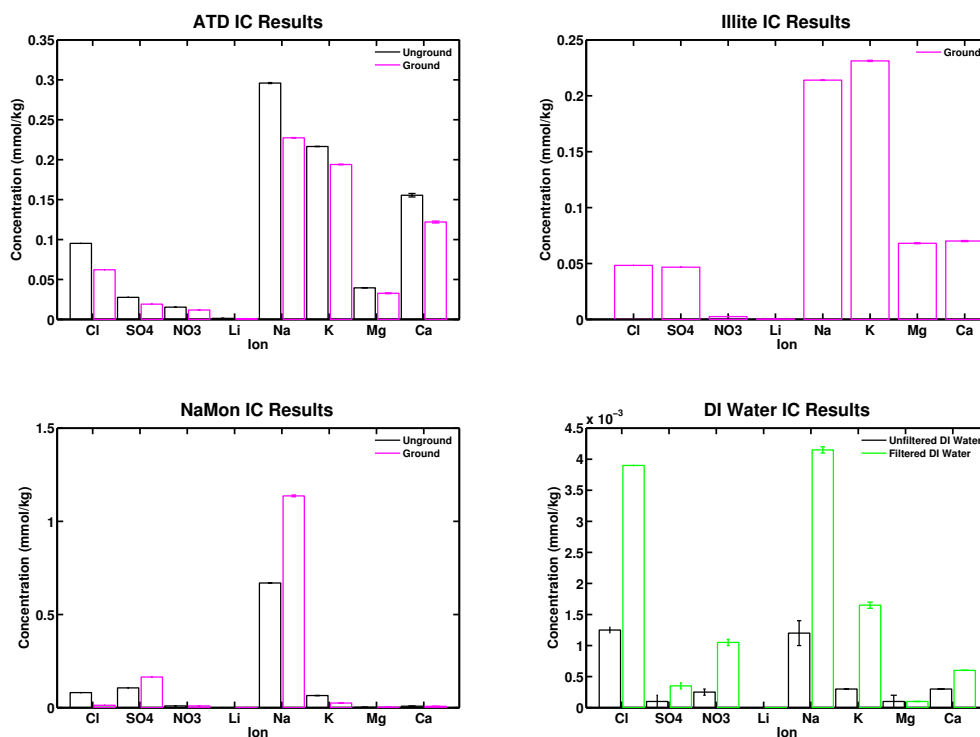 ATD IC Results
0.35
0.3
0.25
0.2
0.15
0.1
0.05
0
Concentration (mmol/kg)
Unground
Ground
Cl SO4 NO3 Li Na K Mg Ca
Ion
Illite IC Results
0.25
0.2
0.15
0.1
0.05
0
Concentration (mmol/kg)
Ground
Cl SO4 NO3 Li Na K Mg Ca
Ion
NaMon IC Results
1.5
1
0.5
0
Concentration (mmol/kg)
Unground
Ground
Cl SO4 NO3 Li Na K Mg Ca
Ion
DI Water IC Results
x 10⁻³
4.5
4
3.5
3
2.5
2
1.5
1
0.5
0
Concentration (mmol/kg)
Unfiltered DI Water
Filtered DI Water
Cl SO4 NO3 Li Na K Mg Ca
Ion